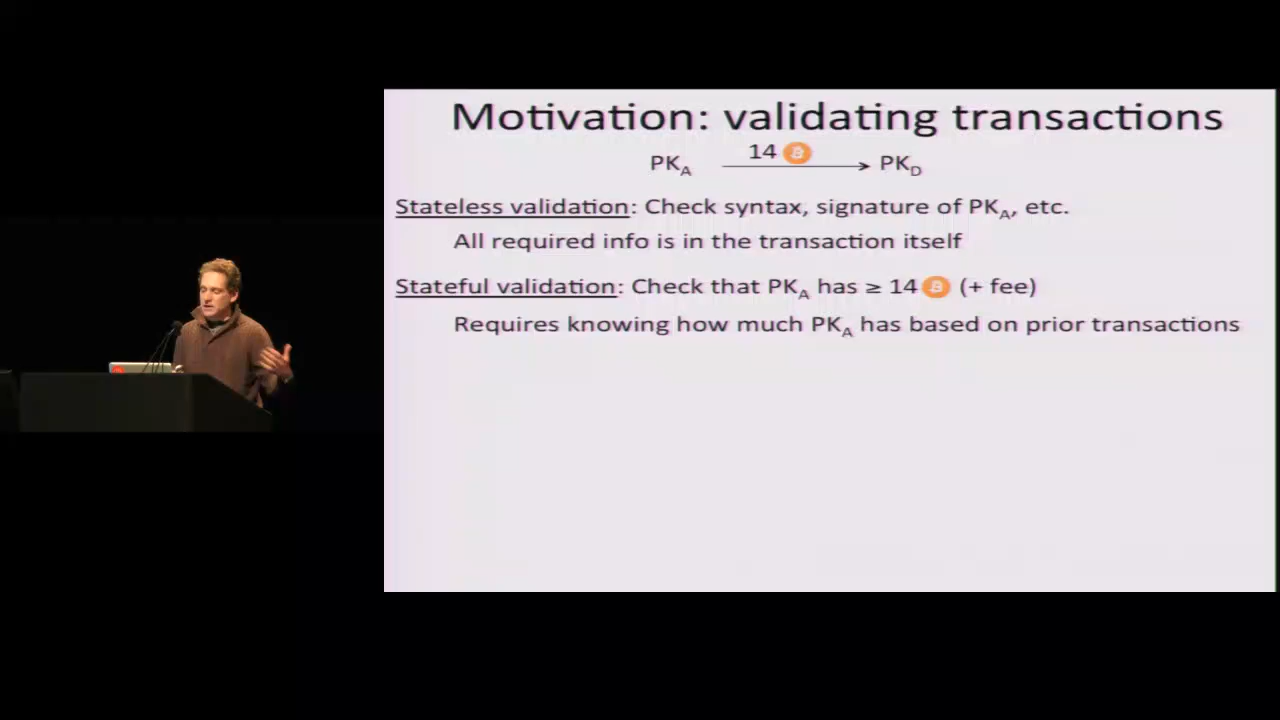 Motivation: validating transactions
14
PKA PKD
Stateless validation: Check syntax, signature of PKA, etc.
All required info is in the transaction itself
Stateful validation: Check that PKA has ≥ 14 (+ fee)
Requires knowing how much PKA has based on prior transactions